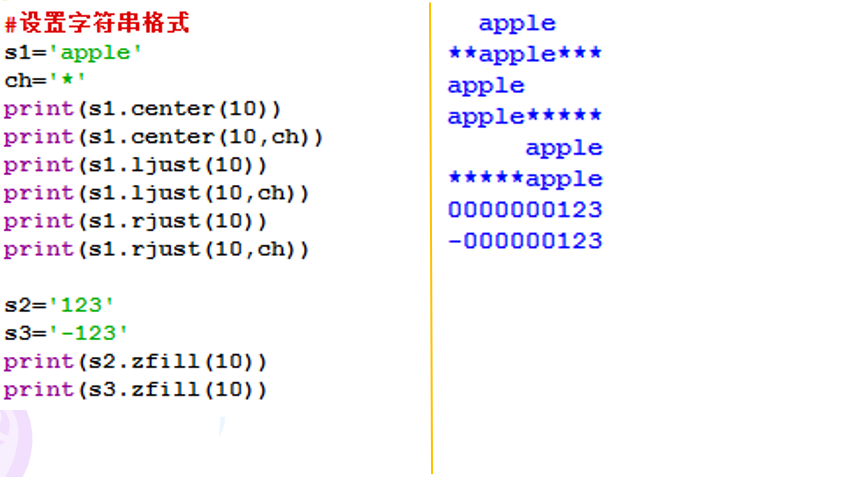 #设置字符串格式
s1='apple'
ch='*'
print(s1.center(10))
print(s1.center(10,ch))
print(s1.ljust(10))
print(s1.ljust(10,ch))
print(s1.rjust(10))
print(s1.rjust(10,ch))

s2='123'
s3='-123'
print(s2.zfill(10))
print(s3.zfill(10))
  apple
**apple***
apple
apple*****
     apple
*****apple
0000000123
-000000123